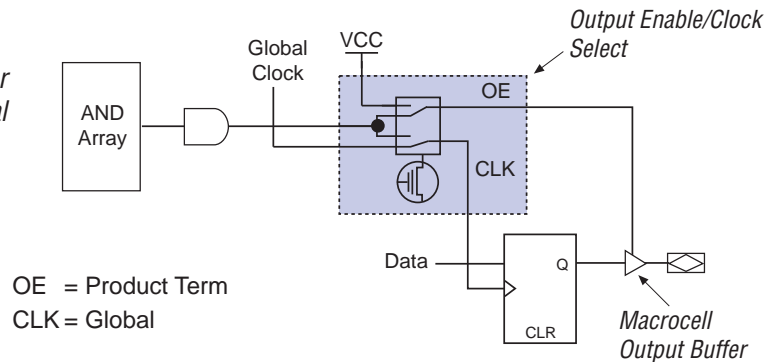 Output Enable/Clock
Select
Global
Clock
VCC
r
al
AND
Array
OE
CLK
Data
Q
CLR
OE = Product Term
CLK = Global
Macrocell
Output Buffer